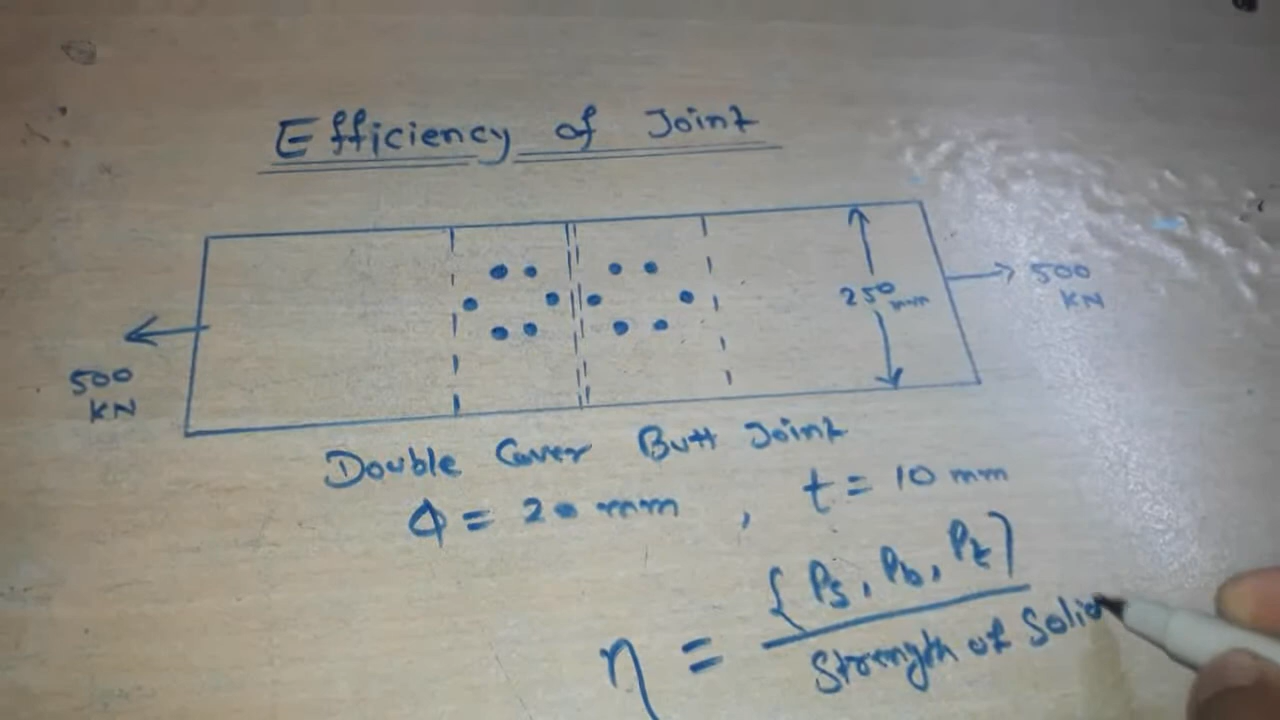 Efficiency of Joint
250 mm
500 KN
500 KN
Double Cover Butt Joint
Φ = 20 mm , t = 10 mm
η = {Ps, Pb, Pt} / Strength of Solid